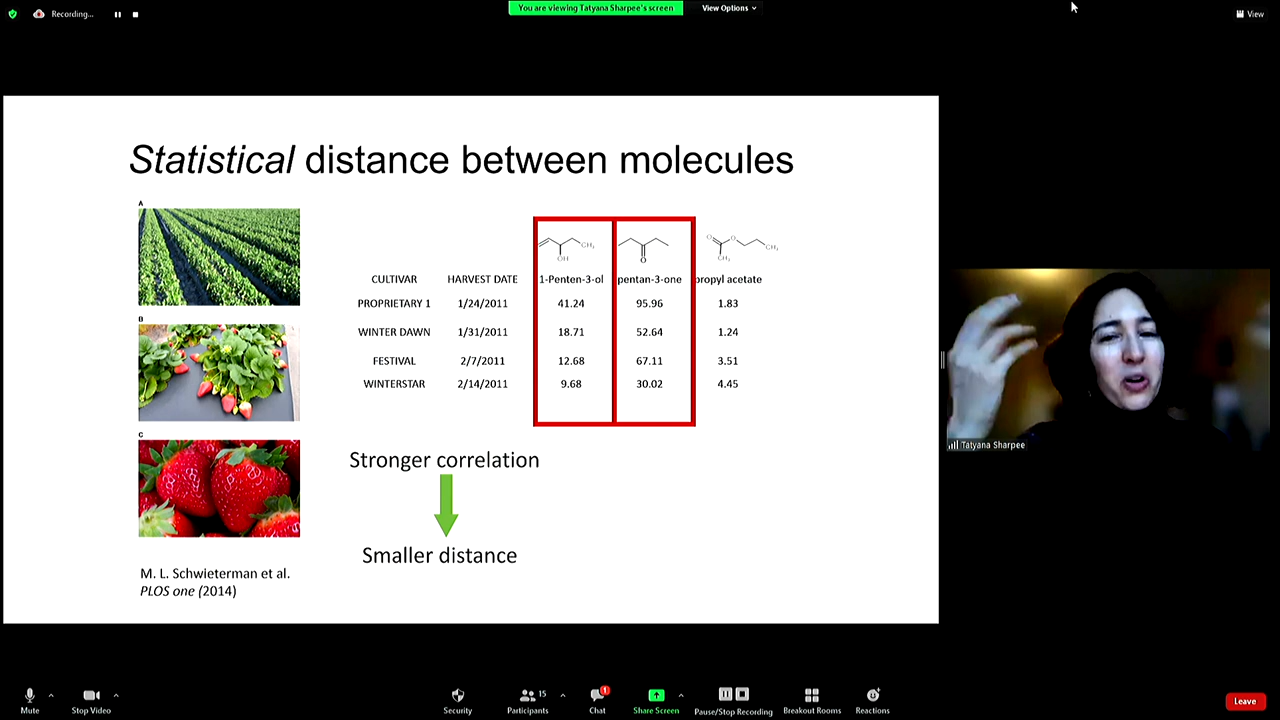 Recording...
You are viewing Tatyana Sharpee's screen
View Options
View
Statistical distance between molecules
A
B
C
OH
CH₃
O
O
O
CH₃
CH₃
CULTIVAR HARVEST DATE 1-Penten-3-ol pentan-3-one propyl acetate
PROPRIETARY 1 1/24/2011 41.24 95.96 1.83
WINTER DAWN 1/31/2011 18.71 52.64 1.24
FESTIVAL 2/7/2011 12.68 67.11 3.51
WINTERSTAR 2/14/2011 9.68 30.02 4.45
Stronger correlation
Smaller distance
M. L. Schwieterman et al.
PLOS one (2014)
Tatyana Sharpee
Mute
Stop Video
Security
15
Participants
1
Chat
Share Screen
Pause/Stop Recording
Breakout Rooms
Reactions
Leave